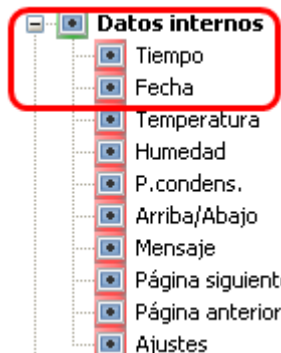 Datos internos
Tiempo
Fecha
Temperatura
Humedad
P.condens.
Arriba/Abajo
Mensaje
Página siguient
Página anterior
Ajustes